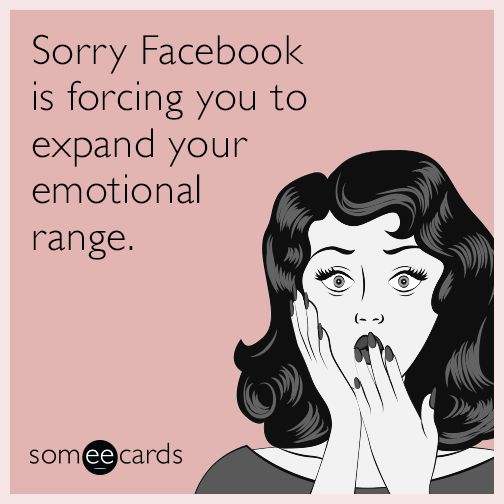 Sorry Facebook
is forcing you to
expand your
emotional
range.
someecards